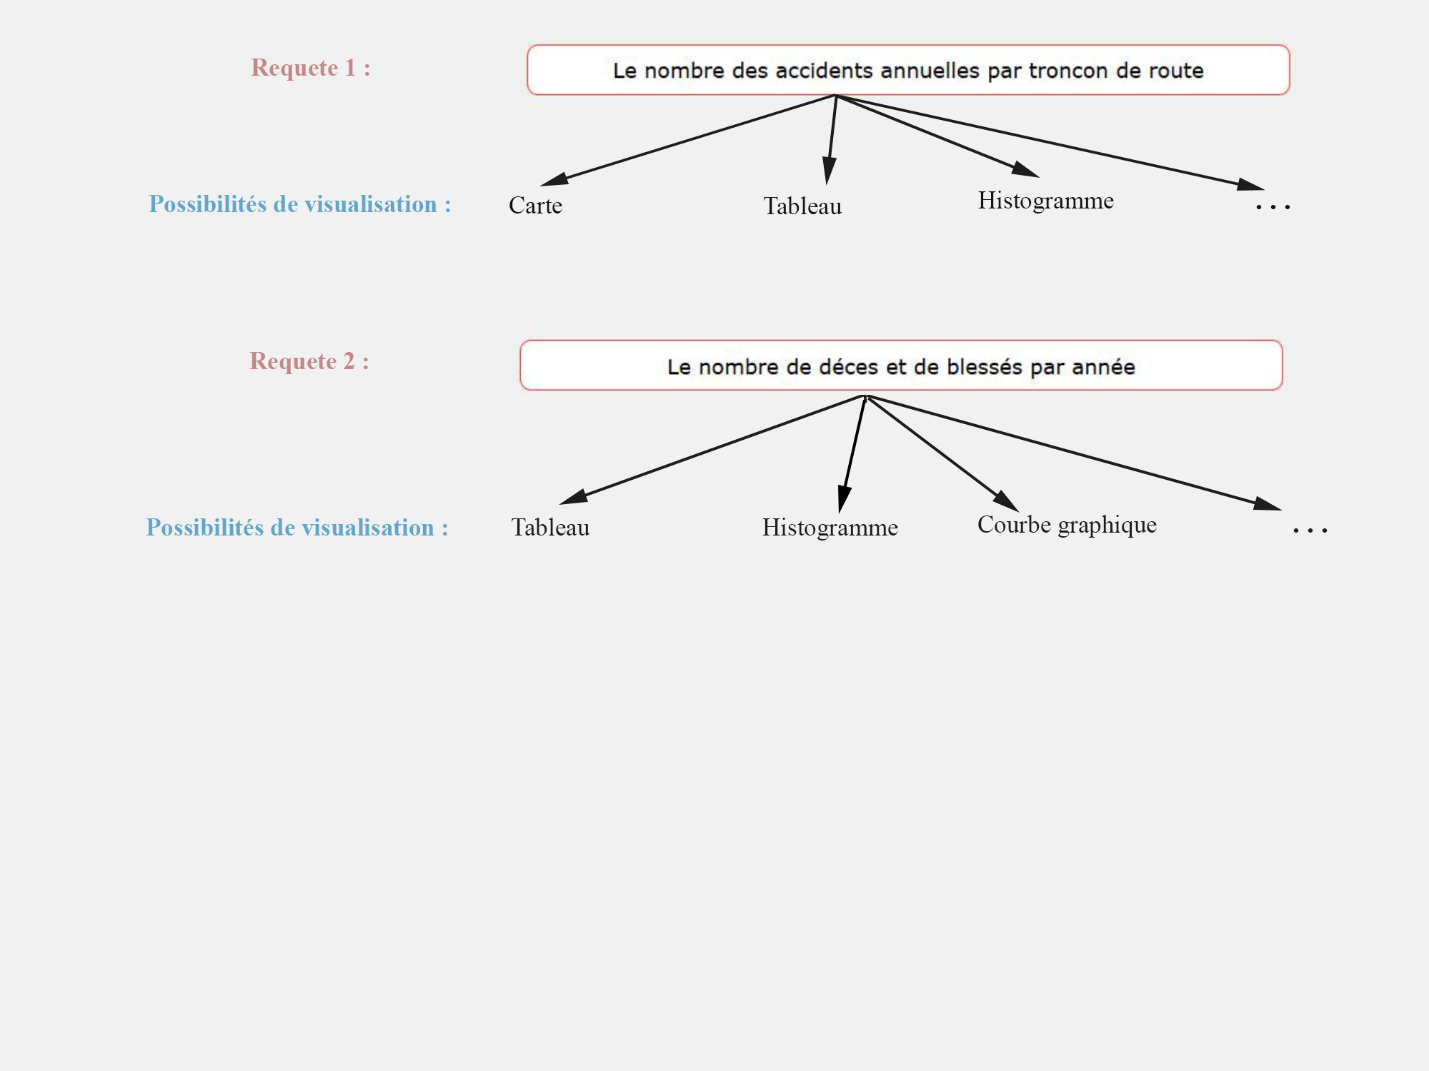 Requete 1 :
Le nombre des accidents annuelles par troncon de route
Possibilités de visualisation :
Carte
Tableau
Histogramme
...
Requete 2 :
Le nombre de déces et de blessés par année
Possibilités de visualisation :
Tableau
Histogramme
Courbe graphique
...